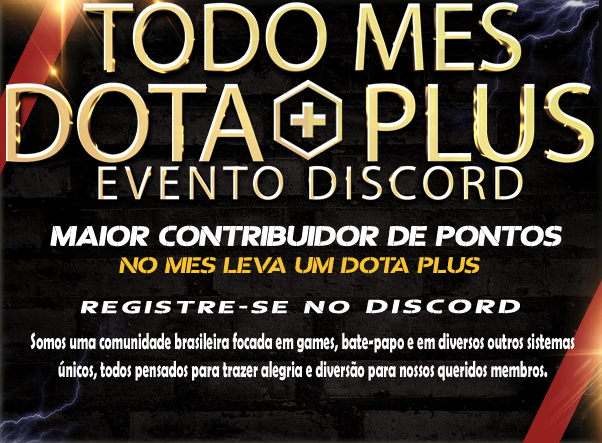 TODO MES
DOTA PLUS
EVENTO DISCORD
MAIOR CONTRIBUIDOR DE PONTOS
NO MES LEVA UM DOTA PLUS
REGISTRE-SE NO DISCORD
Somos uma comunidade brasileira focada em games, bate-papo e em diversos outros sistemas
únicos, todos pensados para trazer alegria e diversão para nossos queridos membros.